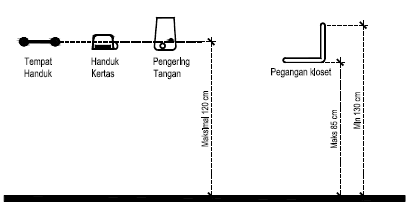 Tempat
Handuk
Handuk
Kertas
Pengering
Tangan
Pegangan kloset
Maksimal 120 cm
Maks 85 cm
Min 130 cm